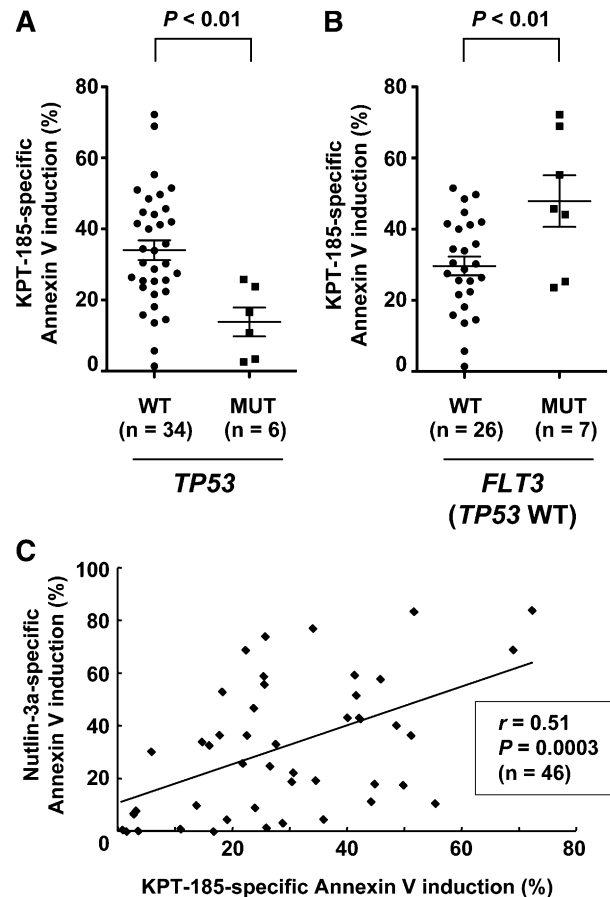 A
P < 0.01
KPT-185-specific
Annexin V induction (%)
80
60
40
20
0
WT
(n = 34)
MUT
(n = 6)
TP53
B
P < 0.01
KPT-185-specific
Annexin V induction (%)
80
60
40
20
0
WT
(n = 26)
MUT
(n = 7)
FLT3
(TP53 WT)
C
Nutlin-3a-specific
Annexin V induction (%)
100
80
60
40
20
0
20
40
60
80
r = 0.51
P = 0.0003
(n = 46)
KPT-185-specific Annexin V induction (%)